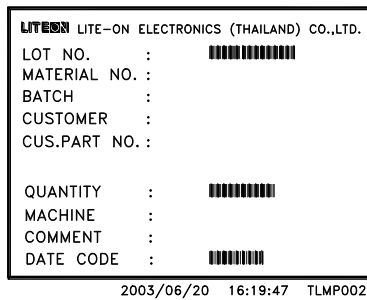 LITEON LITE-ON ELECTRONICS (THAILAND) CO.,LTD.
LOT NO. :
MATERIAL NO. :
BATCH :
CUSTOMER :
CUS.PART NO. :
QUANTITY :
MACHINE :
COMMENT :
DATE CODE :
2003/06/20 16:19:47 TLMP002